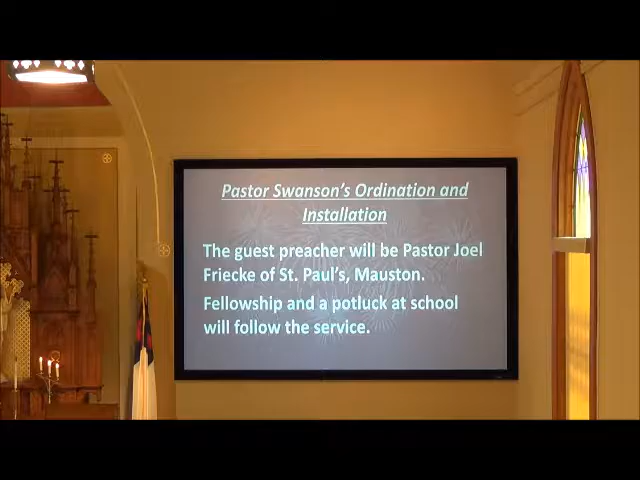 Pastor Swanson's Ordination and
Installation
The guest preacher will be Pastor Joel
Friecke of St. Paul's, Mauston.
Fellowship and a potluck at school
will follow the service.